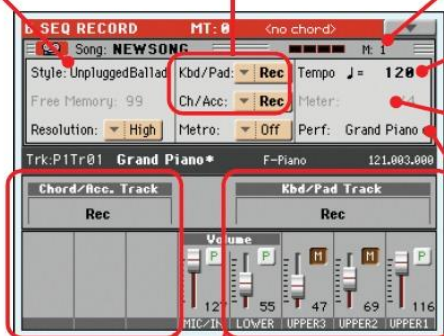 B SEQ RECORD MT: 0 <no chord>
Song: NEWSONG M: 1
Style: UnpluggedBallad Kbd/Pad: Rec Tempo ♩= 120
Free Memory: 99 Ch/Acc: Rec Meter: /4
Resolution: High Metro: Off Perf: Grand Piano
Trk:P1Tr01 Grand Piano* F-Piano 121.003.000
Chord/Acc. Track Kbd/Pad Track
Rec Rec
Volume
P P M M P
127 55 47 69 116
MIC/IN LOWER UPPER3 UPPER2 UPPER1